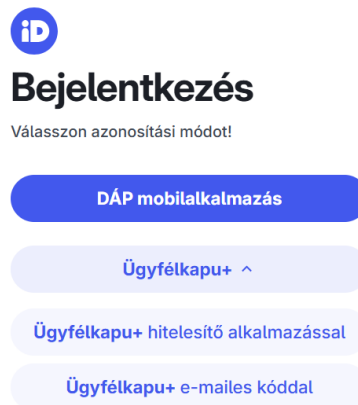 iD
Bejelentkezés
Válasszon azonosítási módot!
DÁP mobilalkalmazás
Ügyfélkapu+
Ügyfélkapu+ hitelesítő alkalmazással
Ügyfélkapu+ e-mailes kóddal